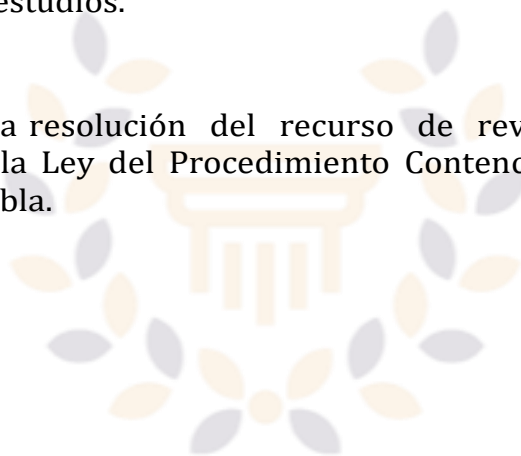 estudios.
a resolución del recurso de rev
la Ley del Procedimiento Contenc
bla.